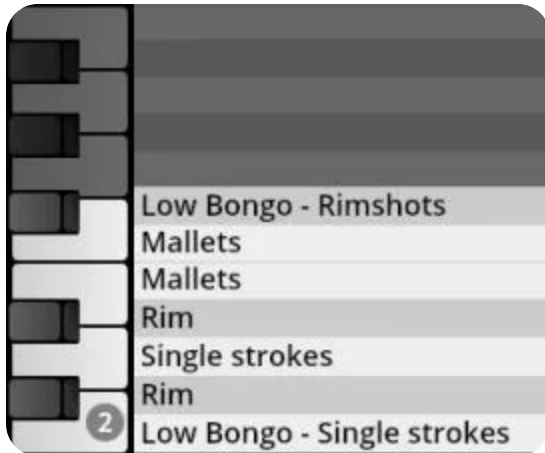 Low Bongo - Rimshots
Mallets
Mallets
Rim
Single strokes
Rim
2
Low Bongo - Single strokes